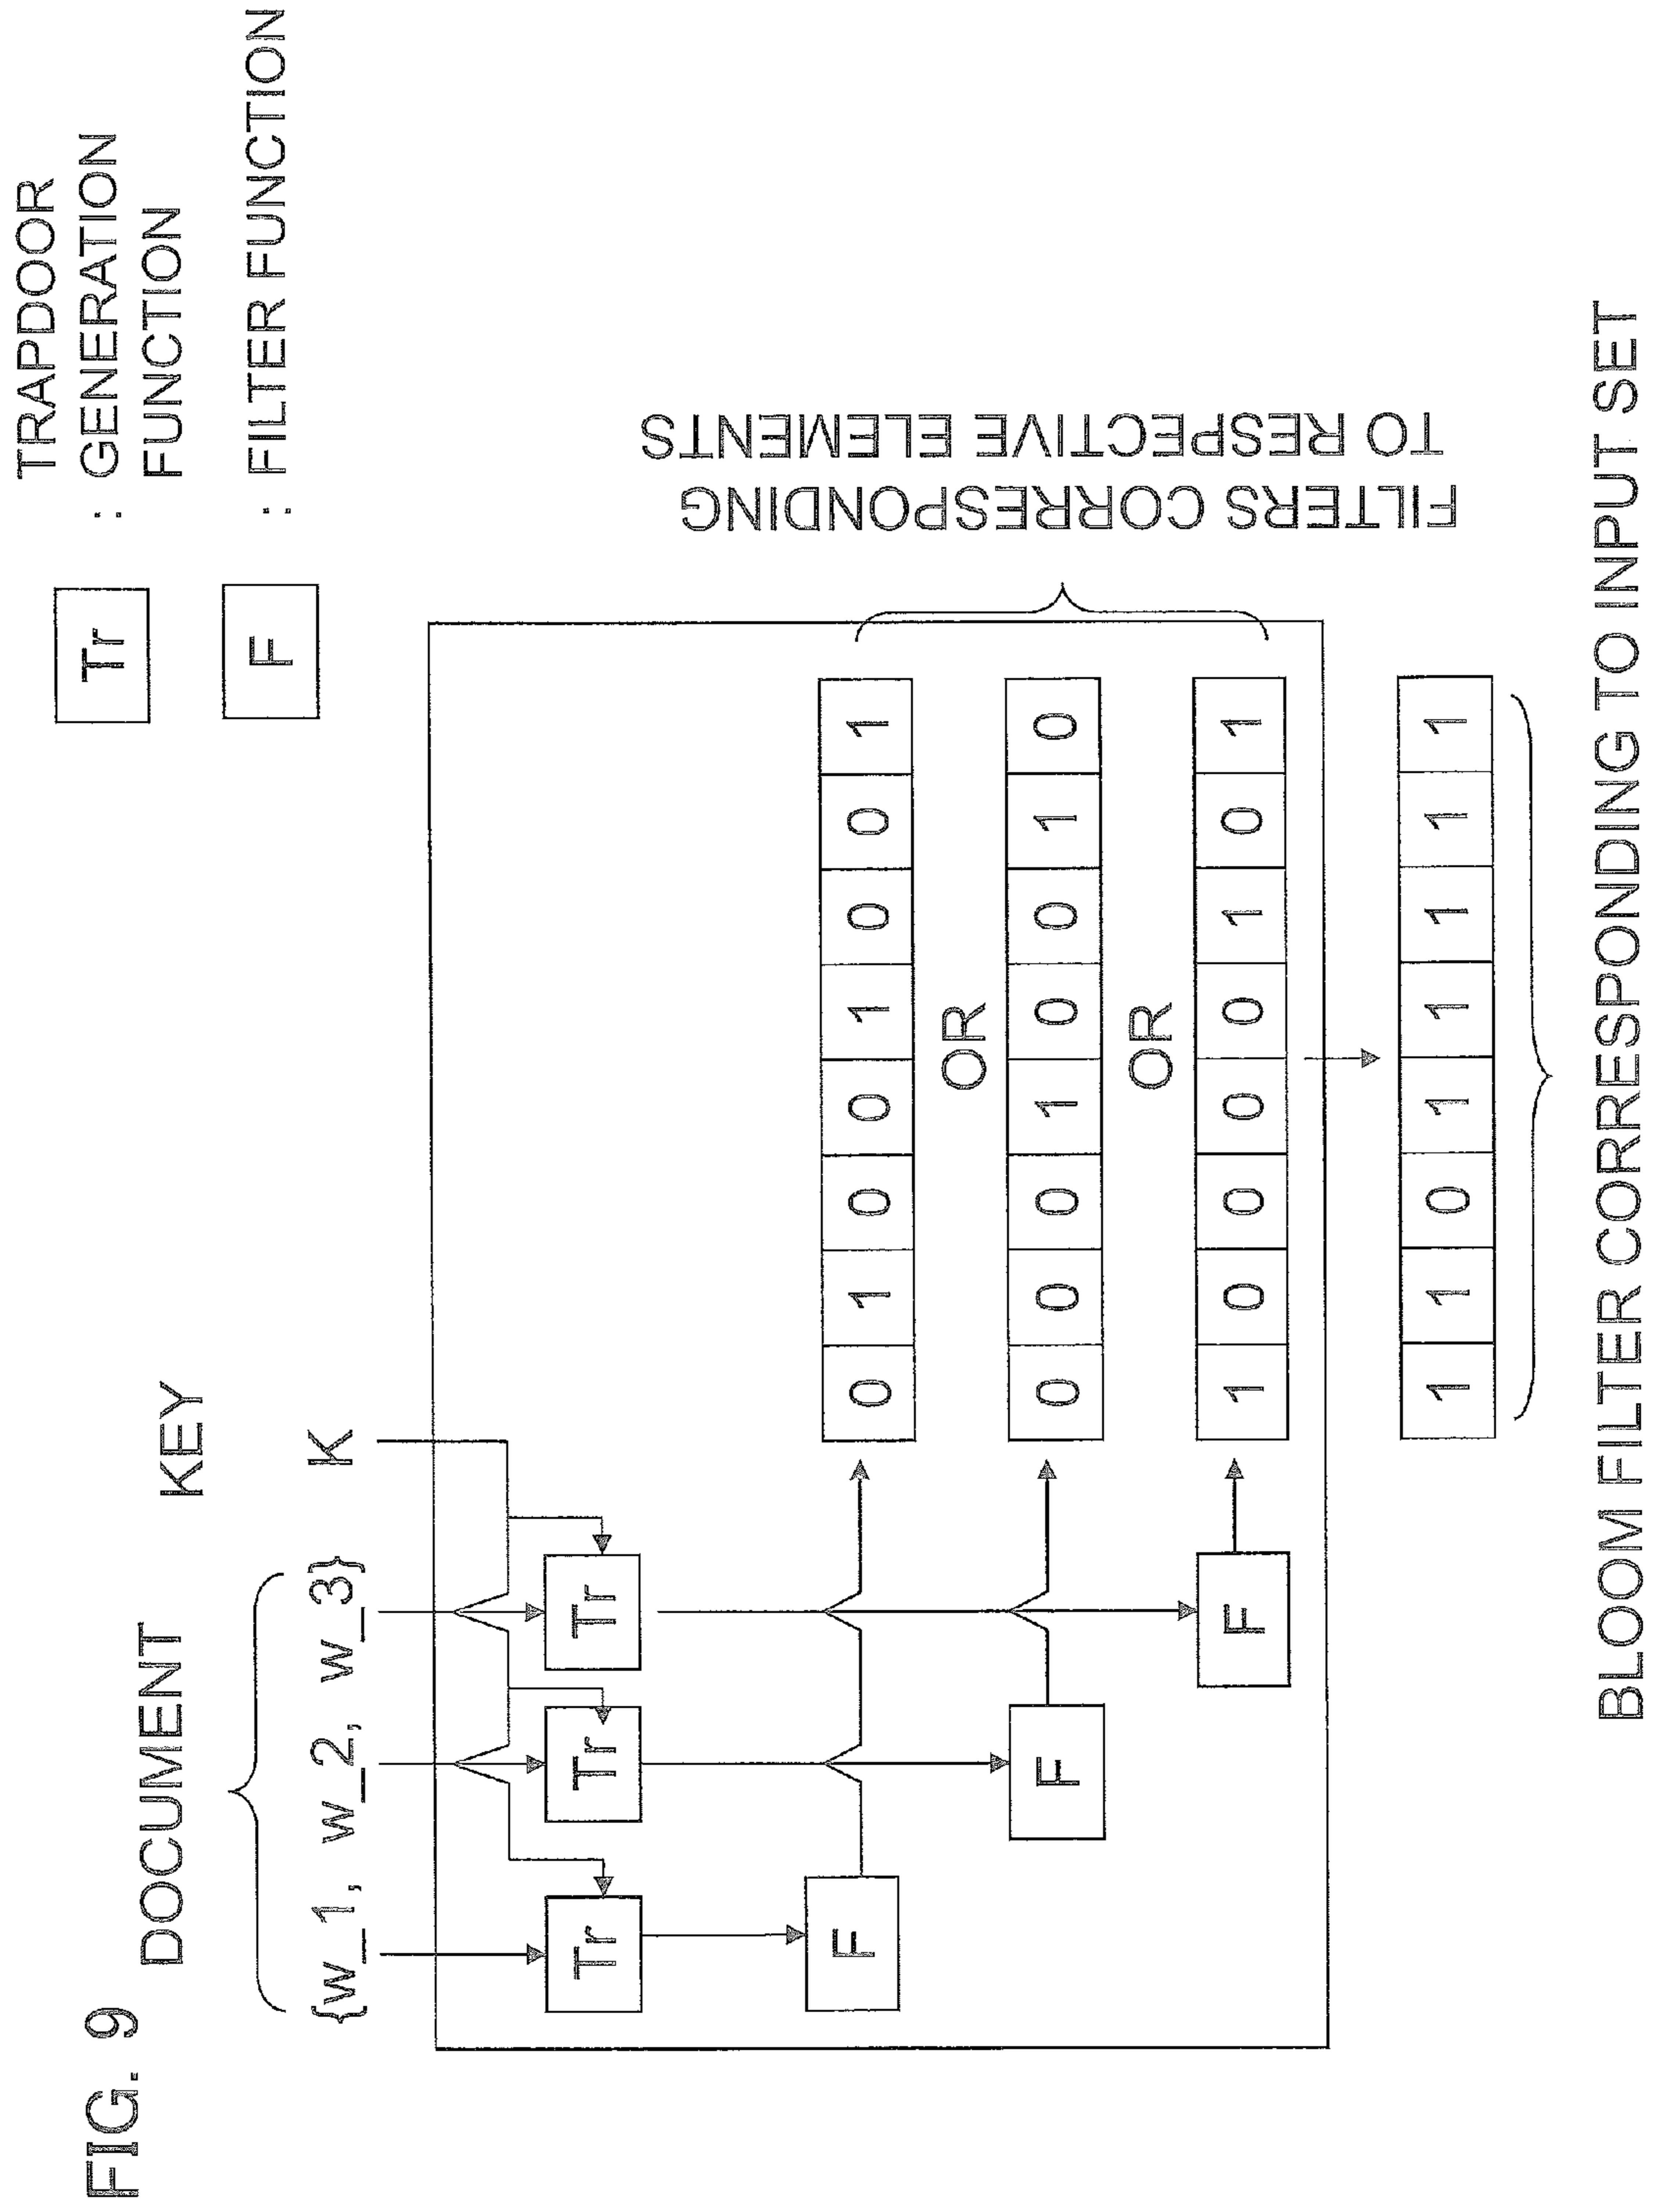 FIG. 9
DOCUMENT
KEY
{w_1, w_2, w_3}
K
Tr
: TRAPDOOR
GENERATION
FUNCTION
F
: FILTER FUNCTION
Tr
Tr
Tr
F
0 1 0 0 1 0 0 1
OR
F
0 0 0 1 0 0 1 0
OR
F
1 0 0 0 0 1 0 1
FILTERS CORRESPONDING
TO RESPECTIVE ELEMENTS
1 1 0 1 1 1 1 1
BLOOM FILTER CORRESPONDING TO INPUT SET